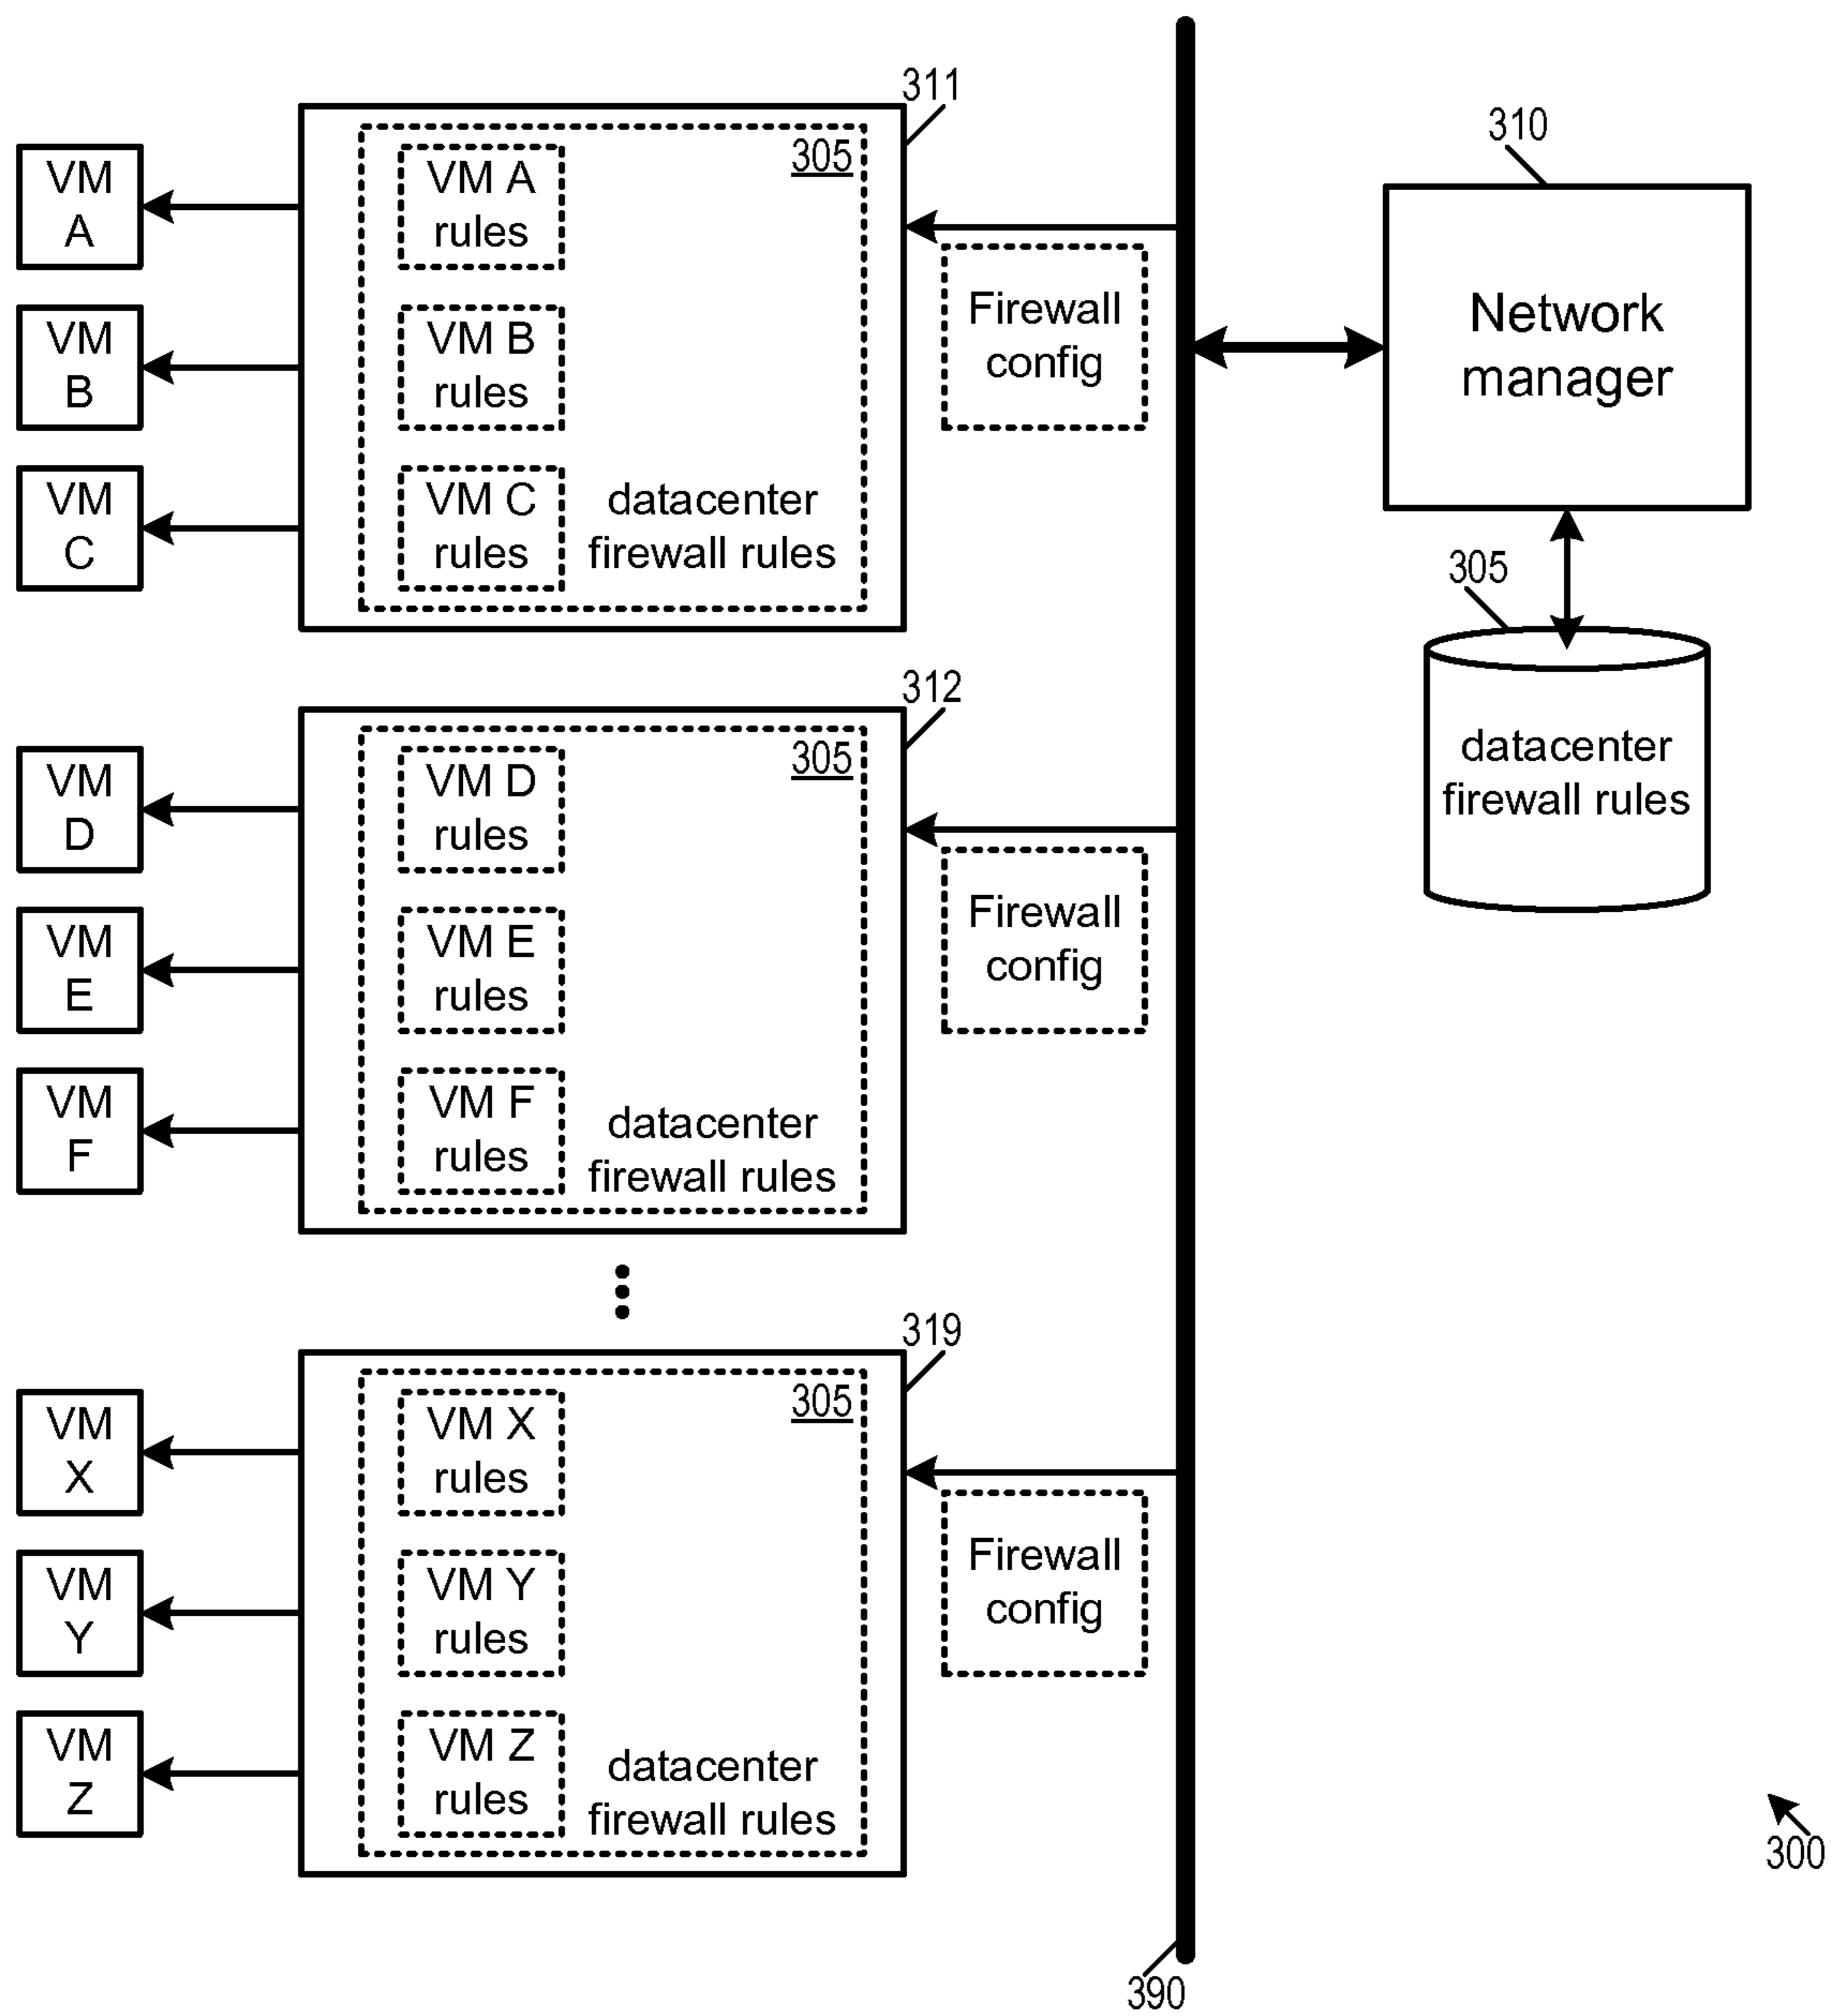 311
305
VM
A
VM A
rules
VM
B
VM B
rules
VM
C
VM C
rules
datacenter
firewall rules
Firewall
config
310
Network
manager
305
datacenter
firewall rules
312
305
VM
D
VM D
rules
VM
E
VM E
rules
VM
F
VM F
rules
datacenter
firewall rules
Firewall
config
319
305
VM
X
VM X
rules
VM
Y
VM Y
rules
VM
Z
VM Z
rules
datacenter
firewall rules
Firewall
config
300
390